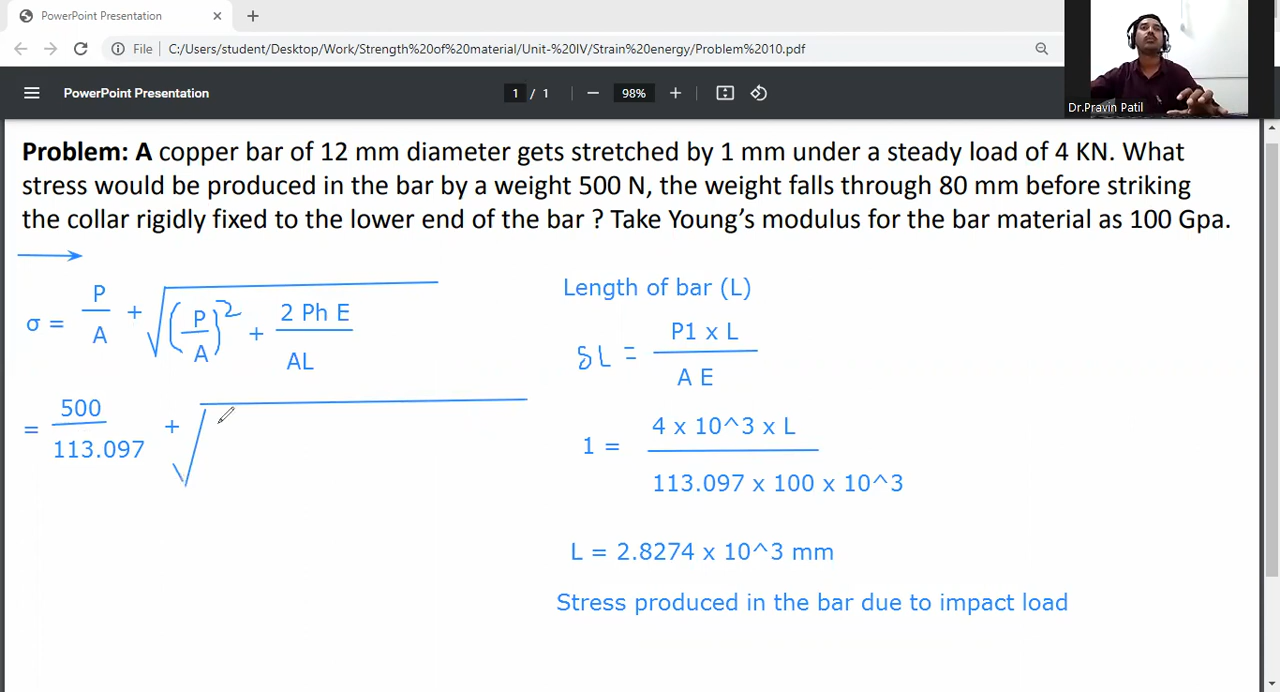 PowerPoint Presentation
File C:/Users/student/Desktop/Work/Strength%20of%20material/Unit-%20IV/Strain%20energy/Problem%2010.pdf
Dr.Pravin Patil
PowerPoint Presentation
1 / 1
98%
Problem: A copper bar of 12 mm diameter gets stretched by 1 mm under a steady load of 4 KN. What
stress would be produced in the bar by a weight 500 N, the weight falls through 80 mm before striking
the collar rigidly fixed to the lower end of the bar ? Take Young’s modulus for the bar material as 100 Gpa.
σ = P/A + √((P/A)^2 + 2 Ph E/AL)
= 500/113.097 + √
Length of bar (L)
δL = P1 x L/A E
1 = 4 x 10^3 x L/113.097 x 100 x 10^3
L = 2.8274 x 10^3 mm
Stress produced in the bar due to impact load